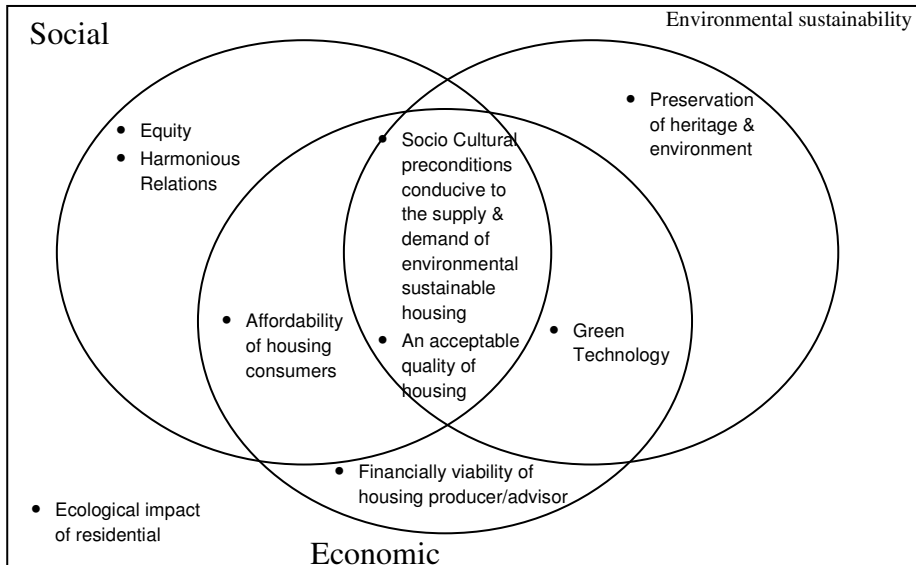 Social
Environmental sustainability
• Equity
• Harmonious
Relations
• Socio Cultural
preconditions
conducive to
the supply &
demand of
environmental
sustainable
housing
• An acceptable
quality of
housing
• Preservation
of heritage &
environment
• Affordability
of housing
consumers
• Green
Technology
• Financially viability of
housing producer/advisor
• Ecological impact
of residential
Economic